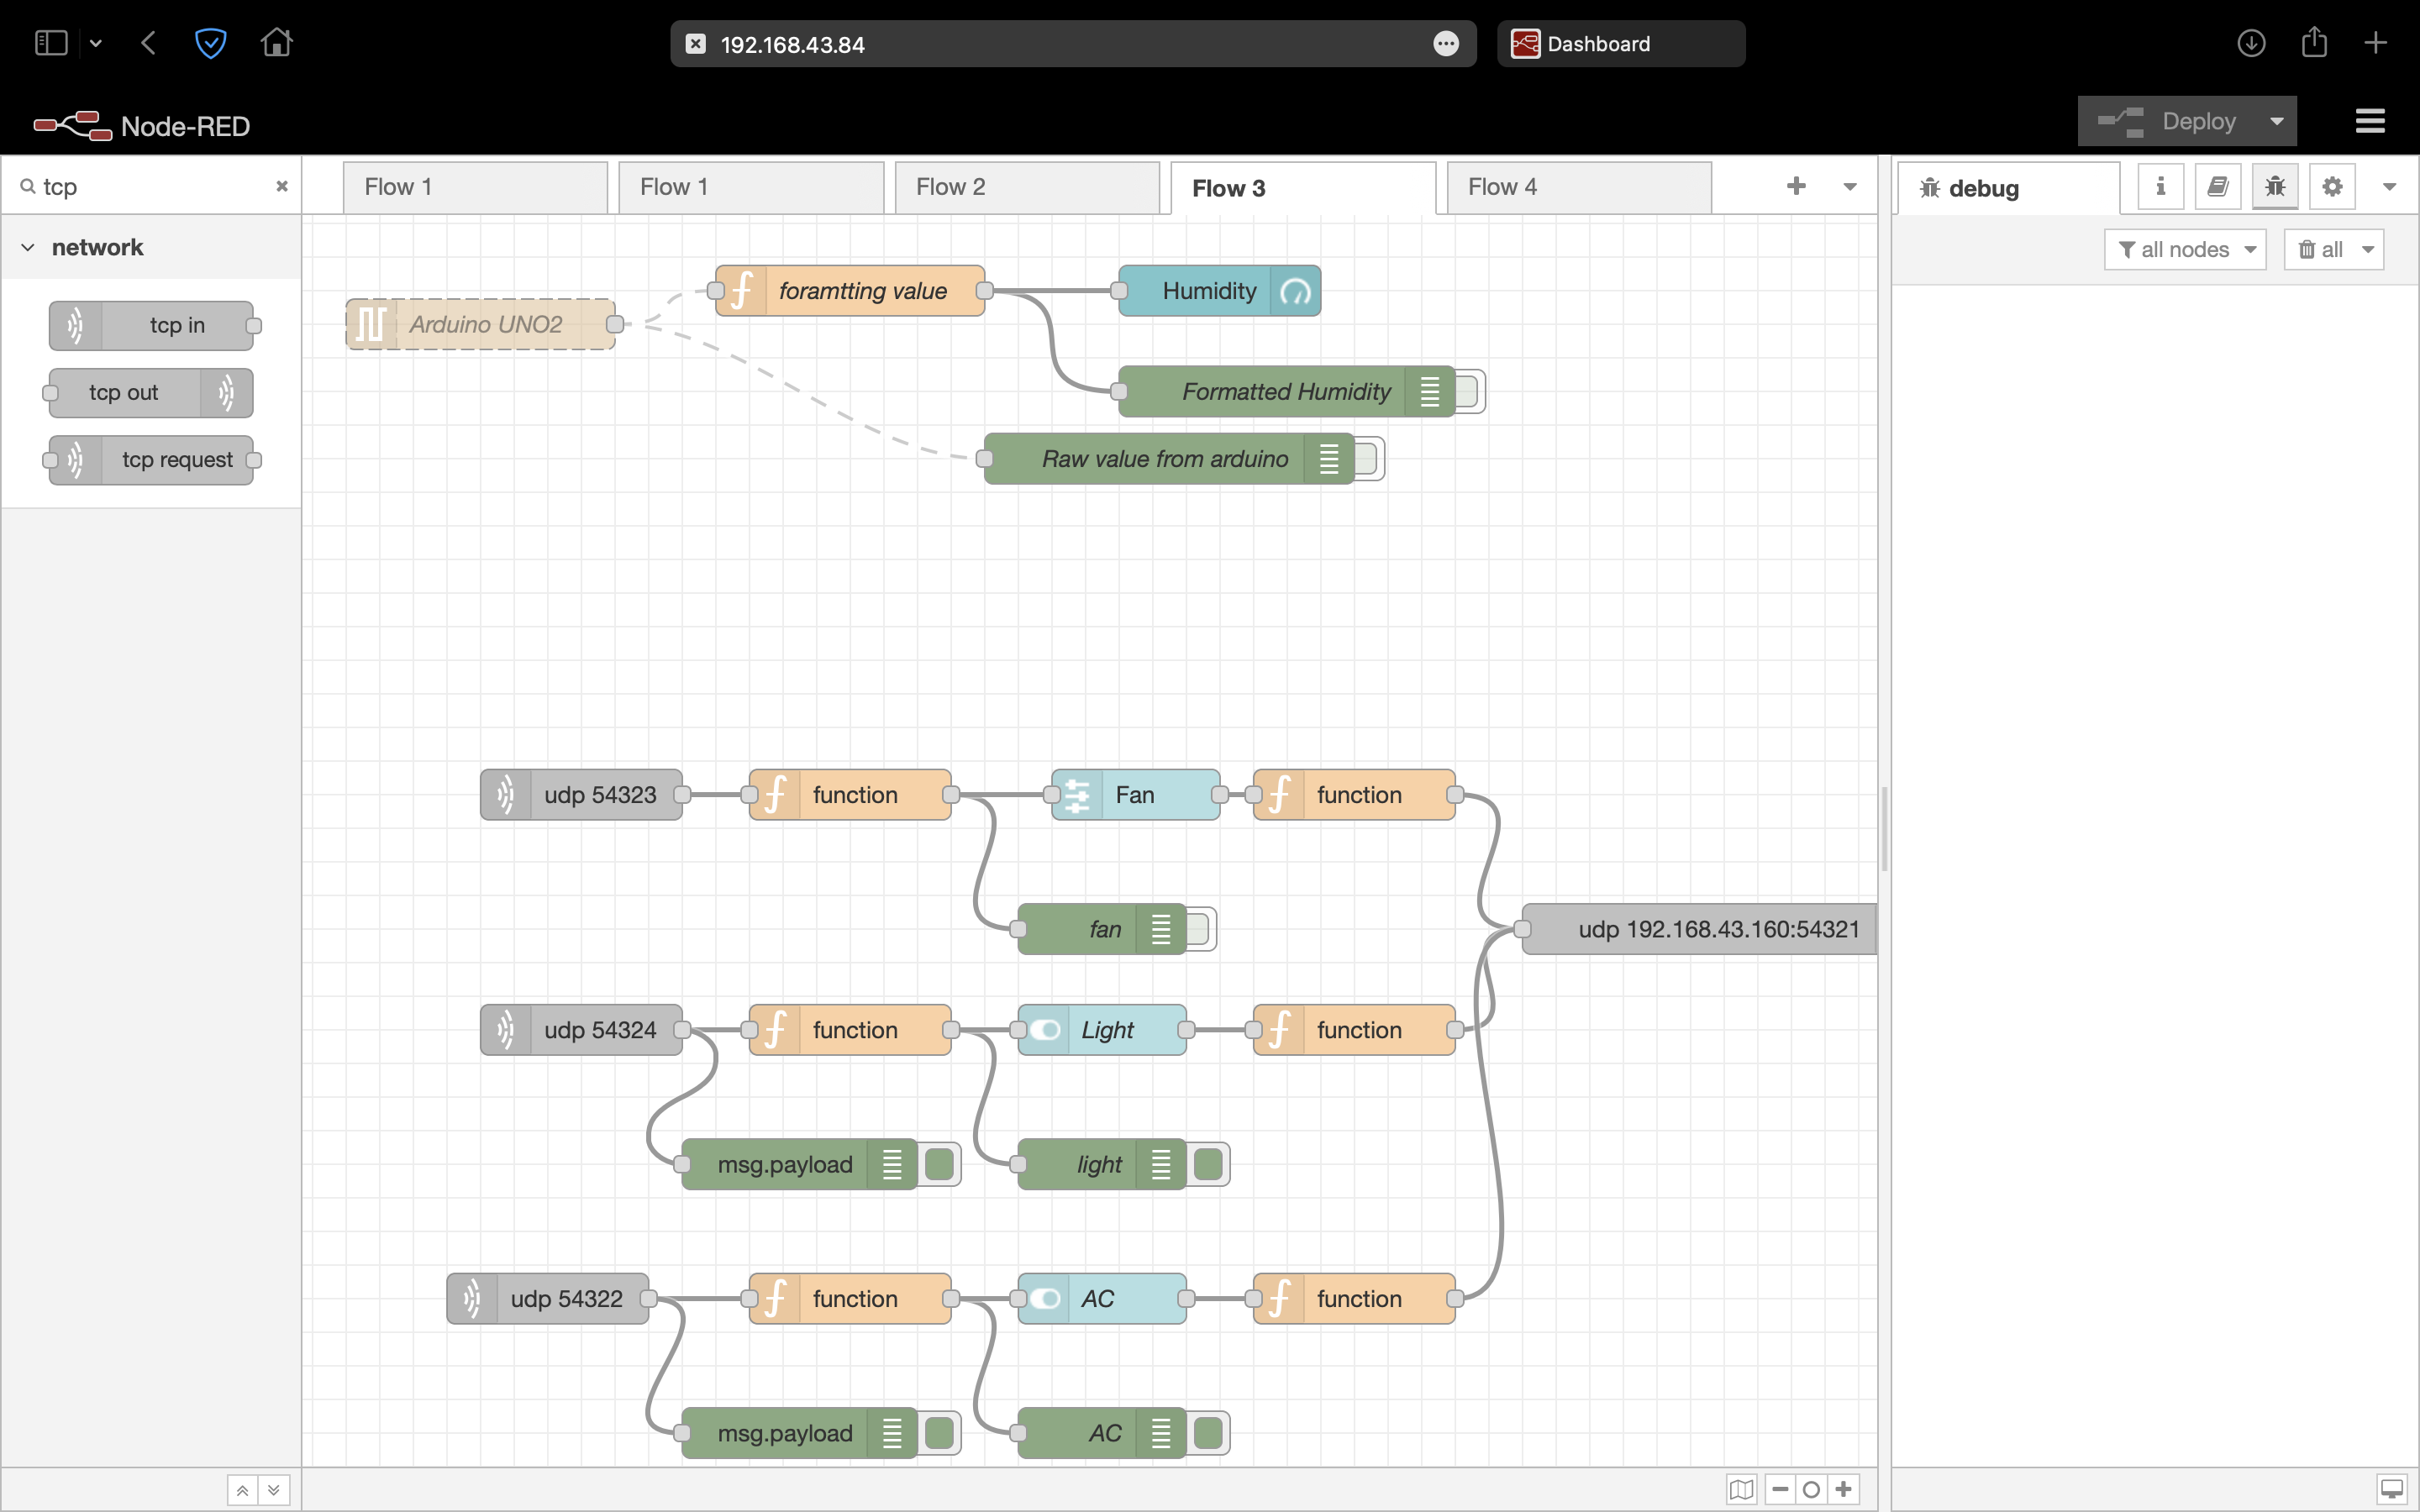 192.168.43.84
Dashboard
Node-RED
Deploy
tcp
Flow 1
Flow 1
Flow 2
Flow 3
Flow 4
debug
network
all nodes
all
tcp in
tcp out
tcp request
foramtting value
Humidity
Arduino UNO2
Formatted Humidity
Raw value from arduino
udp 54323
function
Fan
function
fan
udp 192.168.43.160:54321
udp 54324
function
Light
function
msg.payload
light
udp 54322
function
AC
function
msg.payload
AC